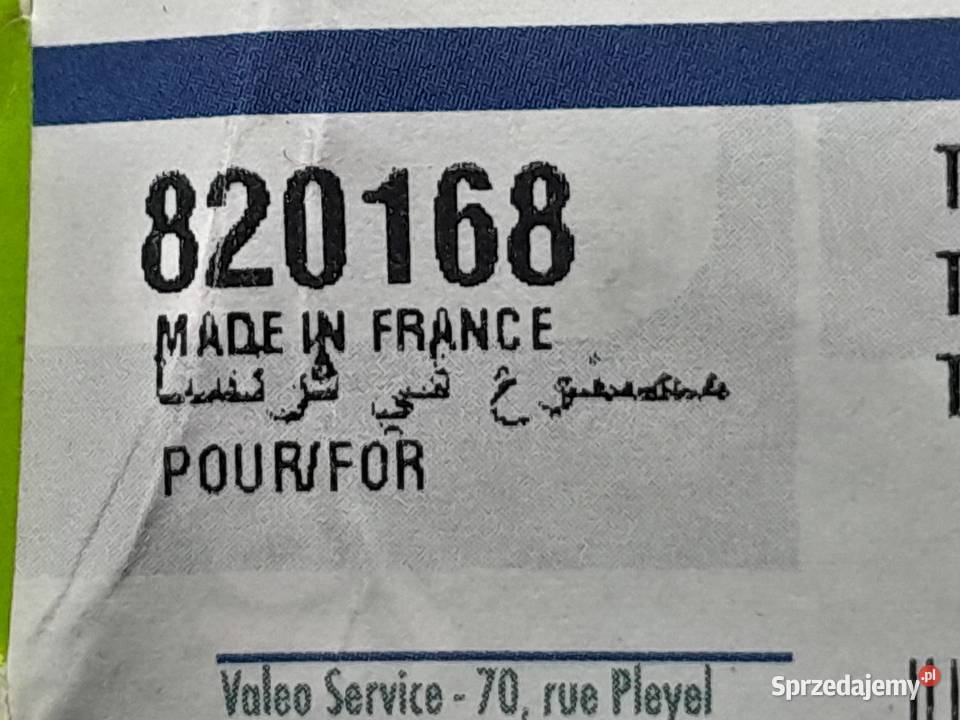 820168
MADE IN FRANCE
مصنوع في فرنسا
POUR/FOR
Valeo Service - 70, rue Pleyel
Sprzedajemy.pl